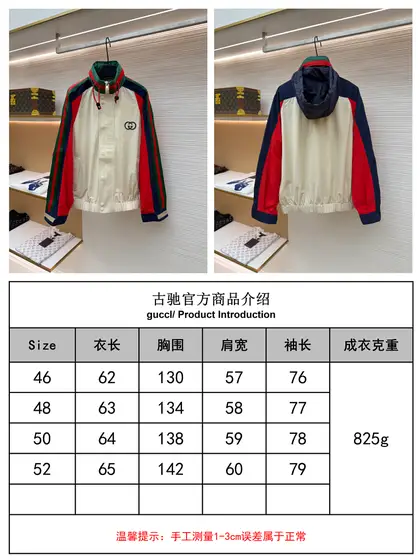 古驰官方商品介绍
guccl/ Product Introduction
Size 衣长 胸围 肩宽 袖长 成衣克重
46 62 130 57 76
48 63 134 58 77
50 64 138 59 78
52 65 142 60 79
825g
温馨提示：手工测量1-3cm误差属于正常